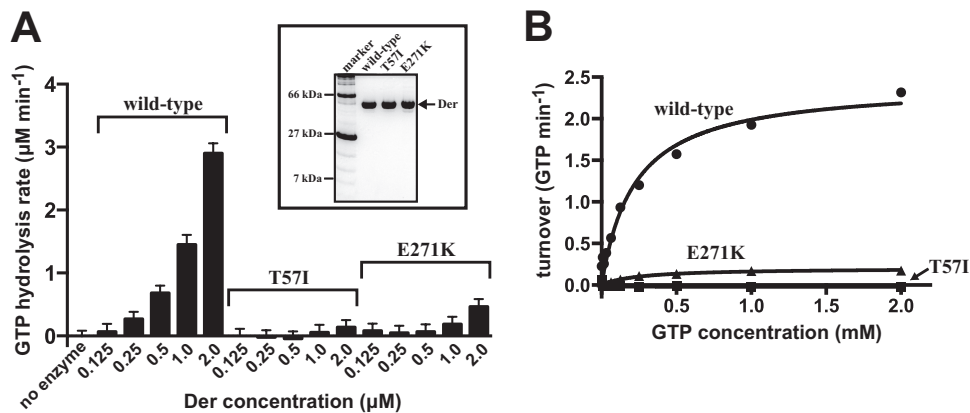 A
GTP hydrolysis rate (µM min-1)
4
3
2
1
0
wild-type
T57I
E271K
no enzyme
0.125
0.25
0.5
1.0
2.0
0.125
0.25
0.5
1.0
2.0
0.125
0.25
0.5
1.0
2.0
Der concentration (µM)
marker
wild-type
T57I
E271K
66 kDa
27 kDa
7 kDa
Der
B
turnover (GTP min-1)
2.5
2.0
1.5
1.0
0.5
0.0
wild-type
E271K
T57I
0.0
0.5
1.0
1.5
2.0
GTP concentration (mM)